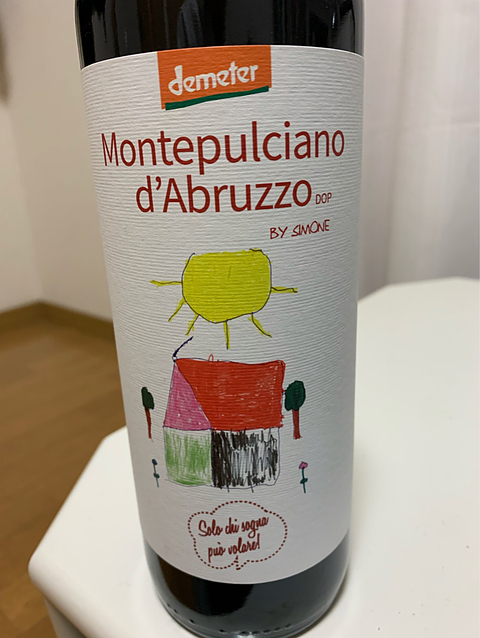 demeter
Montepulciano
d'Abruzzo DOP
BY SIMONE
Solo chi sogna
può volare!